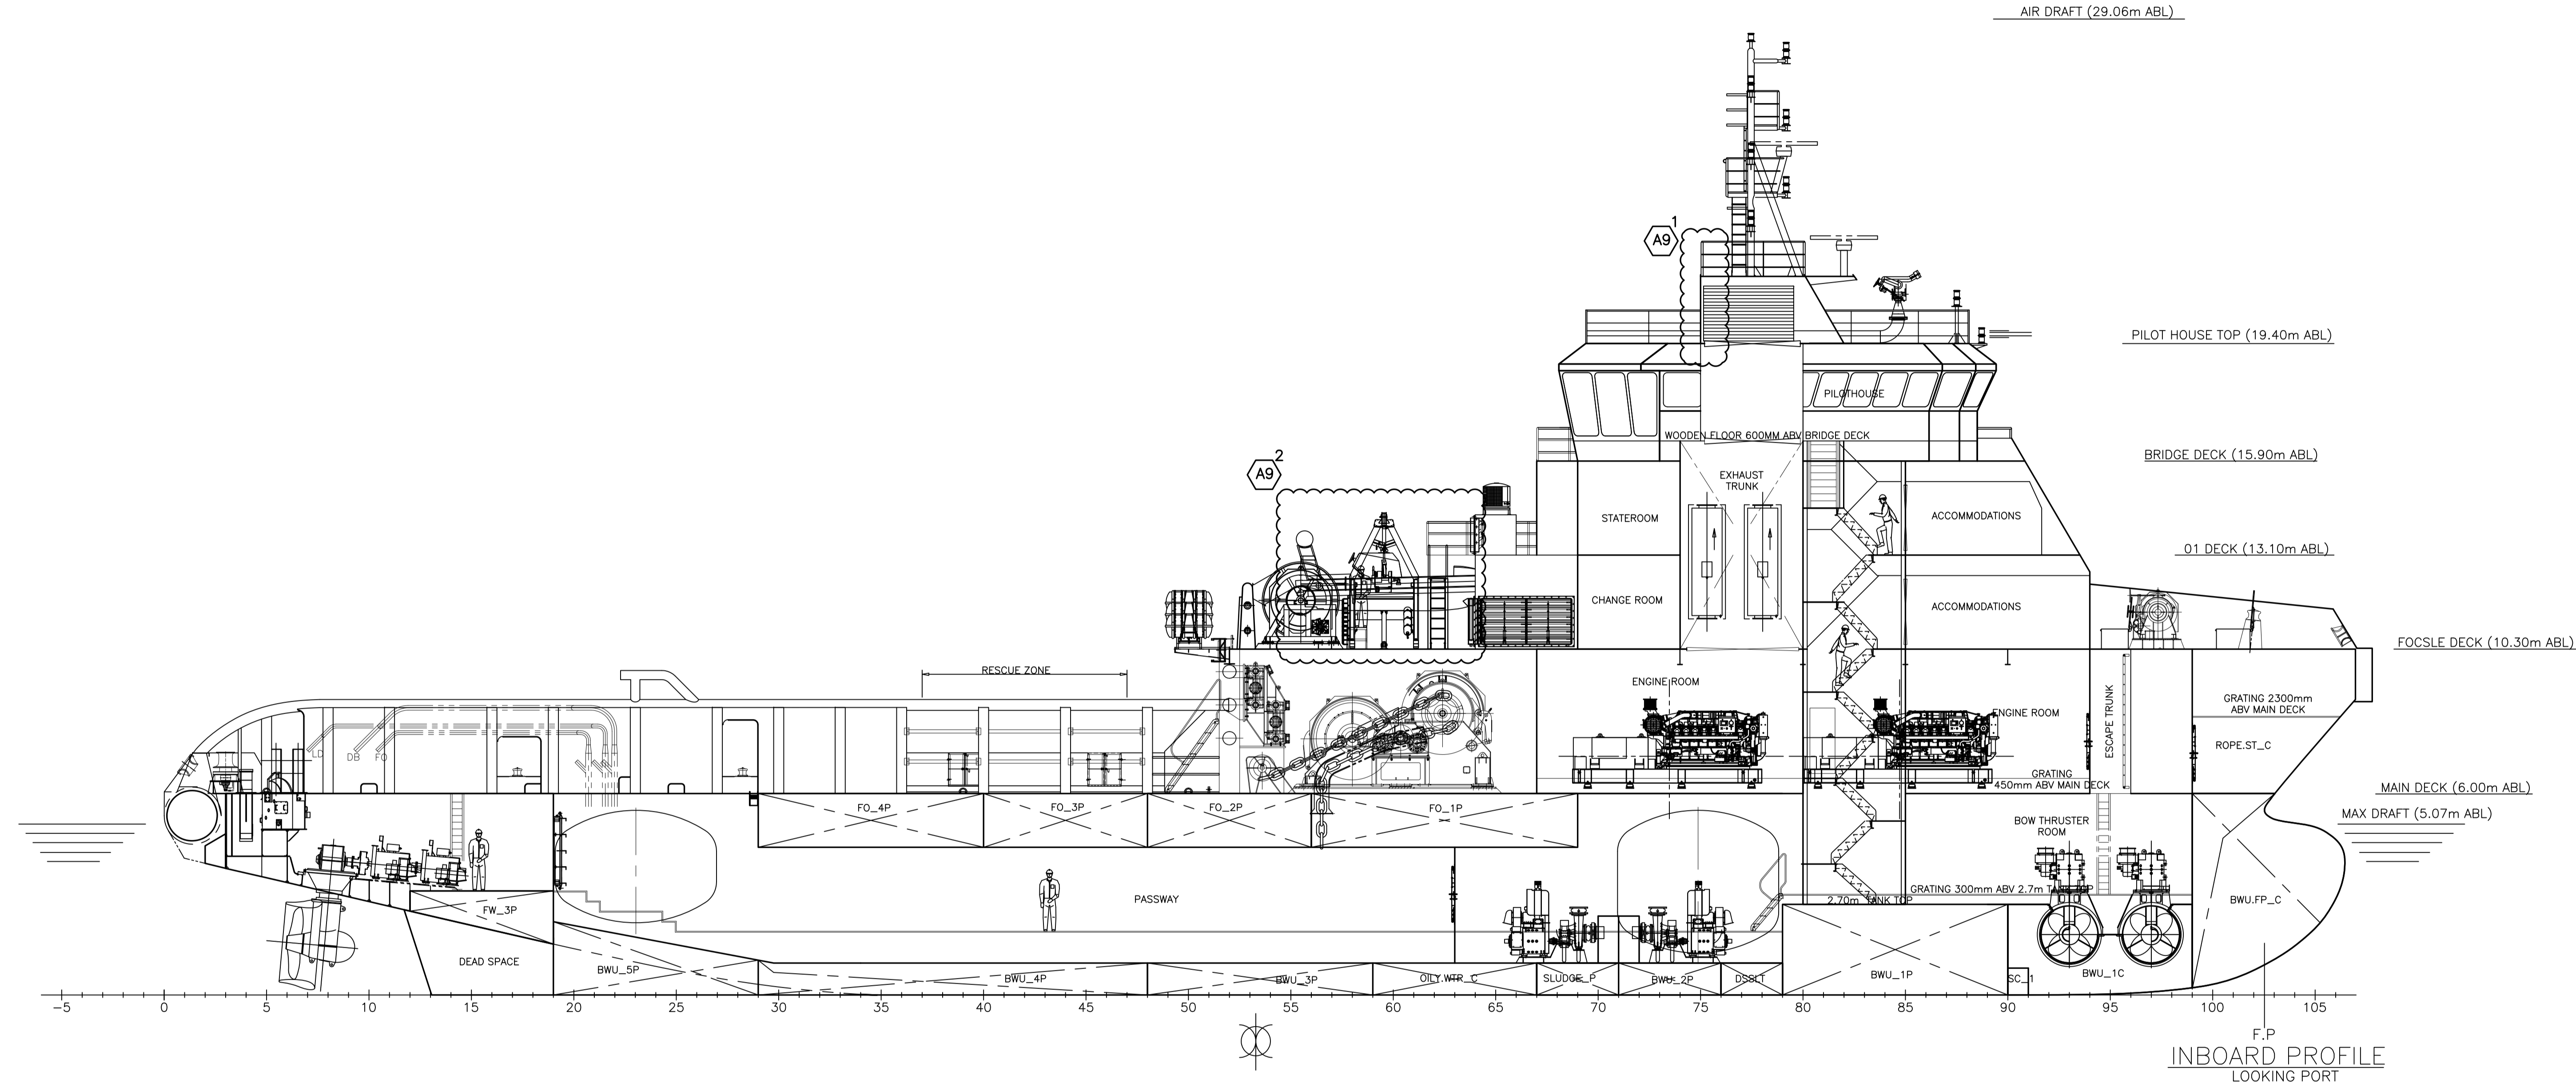 AIR DRAFT (29.06m ABL)
1
A9
PILOT HOUSE TOP (19.40m ABL)
PILOTHOUSE
WOODEN FLOOR 600MM ABV BRIDGE DECK
BRIDGE DECK (15.90m ABL)
2
A9
EXHAUST
TRUNK
STATEROOM
ACCOMMODATIONS
01 DECK (13.10m ABL)
CHANGE ROOM
ACCOMMODATIONS
FOCSLE DECK (10.30m ABL)
RESCUE ZONE
ENGINE ROOM
ENGINE ROOM
ESCAPE TRUNK
GRATING 2300mm
ABV MAIN DECK
ROPE.ST_C
LD
DB
FO
GRATING
450mm ABV MAIN DECK
MAIN DECK (6.00m ABL)
FO_4P
FO_3P
FO_2P
FO_1P
MAX DRAFT (5.07m ABL)
BOW THRUSTER
ROOM
GRATING 300mm ABV 2.7m TANK TOP
2.70m TANK TOP
PASSWAY
BWU.FP_C
FW_3P
DEAD SPACE
BWU_5P
BWU_4P
BWU_3P
OILY.WTR_C
SLUDGE_P
BWU_2P
DSSLT
BWU_1P
SC_1
BWU_1C
-5 0 5 10 15 20 25 30 35 40 45 50 55 60 65 70 75 80 85 90 95 100 105
F.P
INBOARD PROFILE
LOOKING PORT